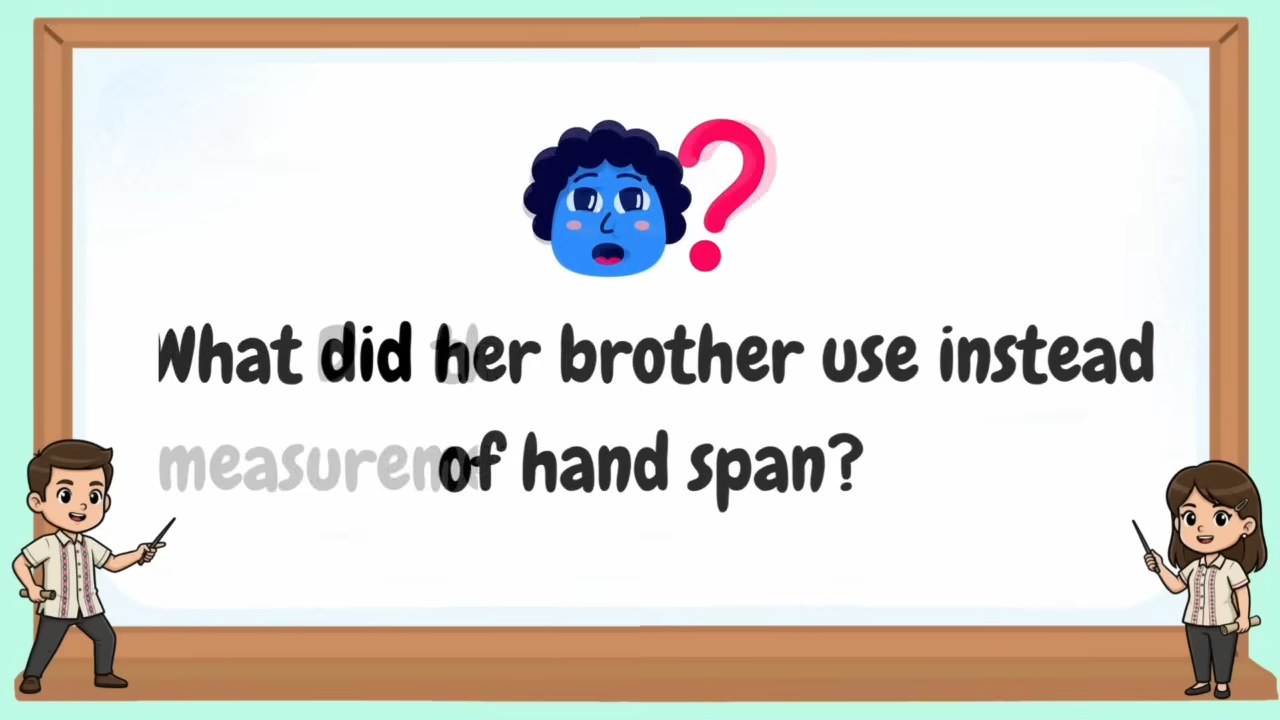 What did her brother use instead
of hand span?